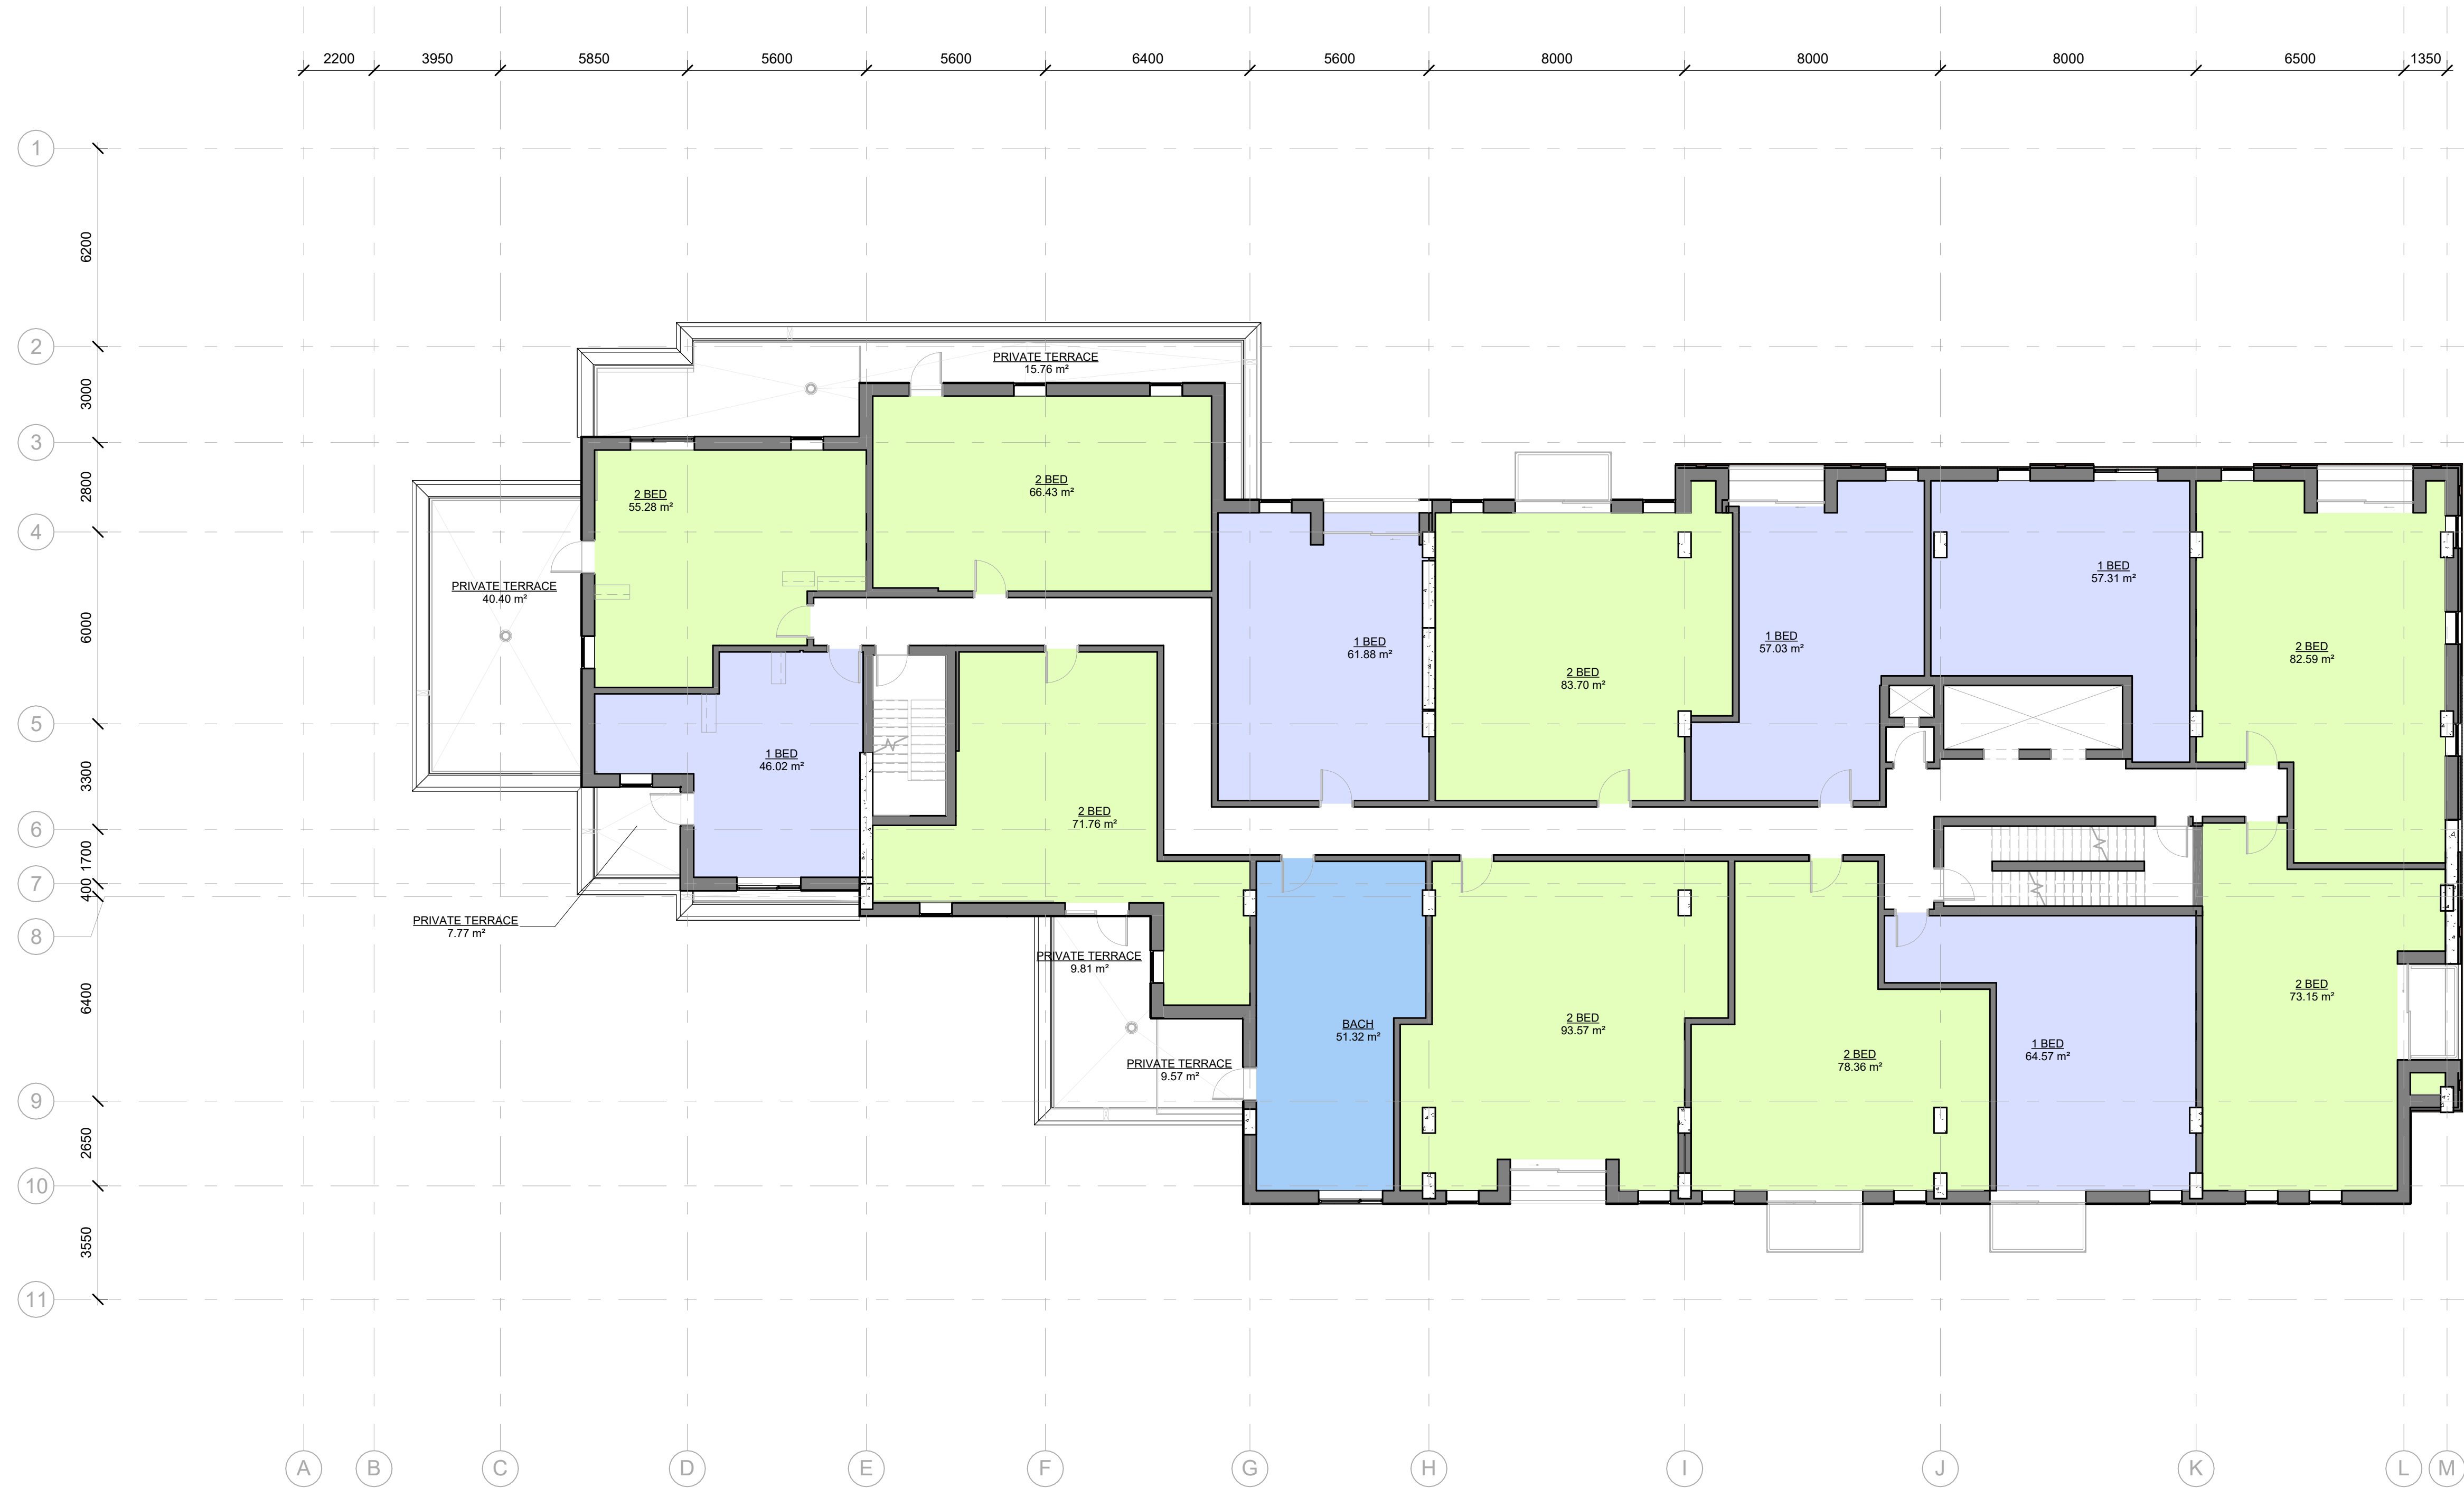 2200 3950 5850 5600 5600 6400 5600 8000 8000 8000 6500 1350
1
6200
2
PRIVATE TERRACE
15.76 m²
3000
3
2800
2 BED
66.43 m²
2 BED
55.28 m²
4
1 BED
57.31 m²
PRIVATE TERRACE
40.40 m²
6000
1 BED
61.88 m²
1 BED
57.03 m²
2 BED
82.59 m²
2 BED
83.70 m²
5
1 BED
46.02 m²
3300
2 BED
71.76 m²
6
1700
7
400
PRIVATE TERRACE
7.77 m²
8
PRIVATE TERRACE
9.81 m²
6400
2 BED
73.15 m²
BACH
51.32 m²
2 BED
93.57 m²
1 BED
64.57 m²
2 BED
78.36 m²
PRIVATE TERRACE
9.57 m²
9
2650
10
3550
11
A B C D E F G H I J K L M